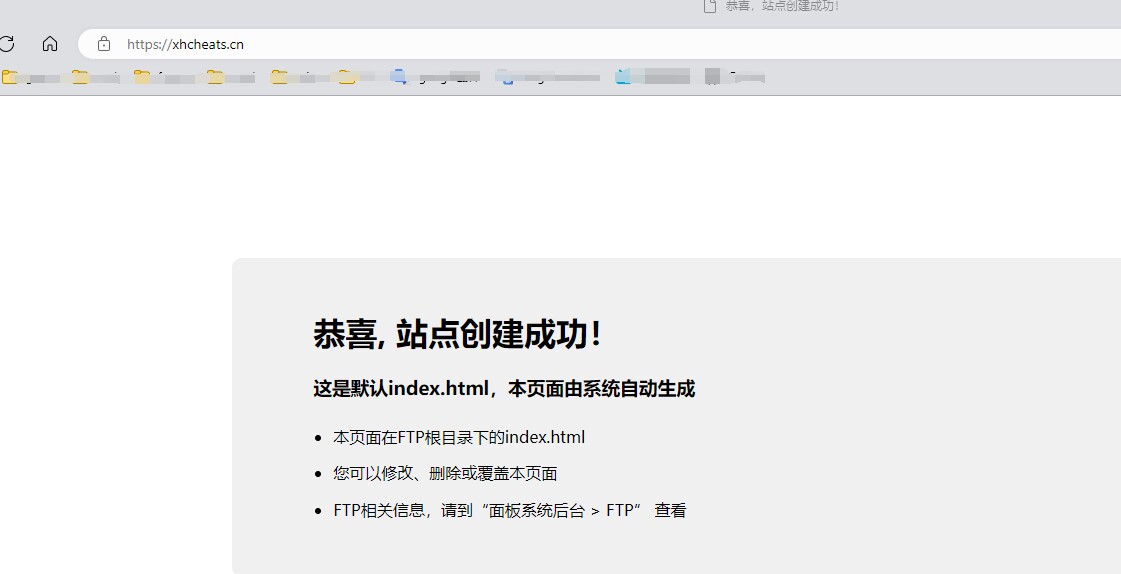 恭喜，站点创建成功！
https://xhcheats.cn
恭喜, 站点创建成功！
这是默认index.html，本页面由系统自动生成
本页面在FTP根目录下的index.html
您可以修改、删除或覆盖本页面
FTP相关信息，请到“面板系统后台 > FTP” 查看